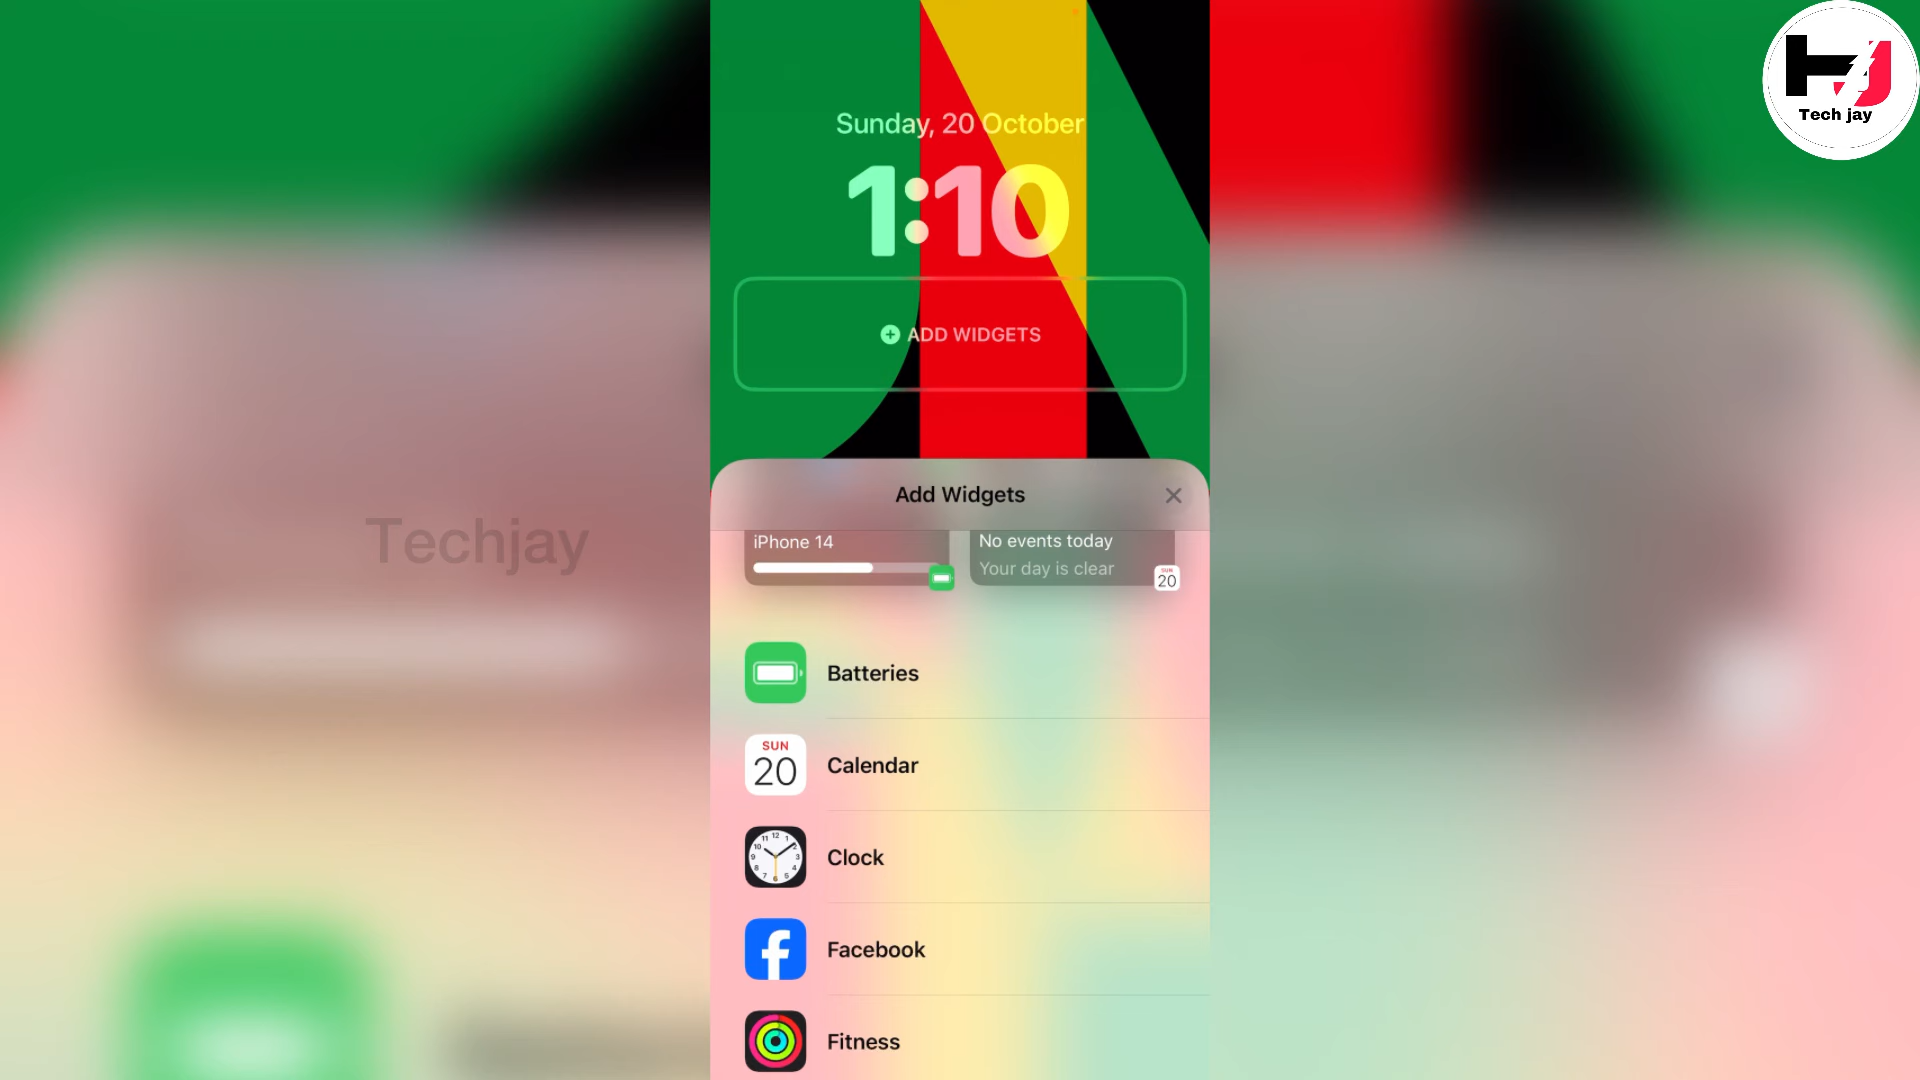 Tech jay
Sunday, 20 October
1:10
ADD WIDGETS
Add Widgets
iPhone 14
No events today
Your day is clear
SUN
20
Techjay
Batteries
SUN
20
Calendar
Clock
Facebook
Fitness